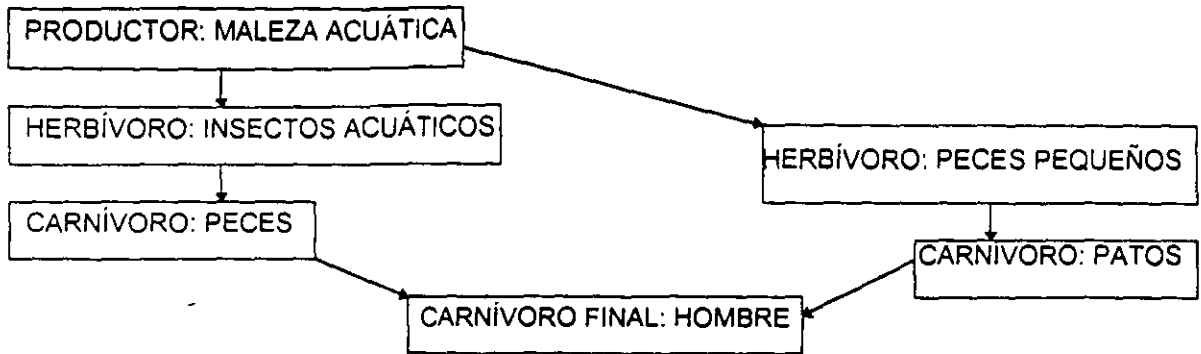 PRODUCTOR: MALEZA ACUÁTICA
HERBÍVORO: INSECTOS ACUÁTICOS
HERBÍVORO: PECES PEQUEÑOS
CARNÍVORO: PECES
CARNÍVORO: PATOS
CARNÍVORO FINAL: HOMBRE